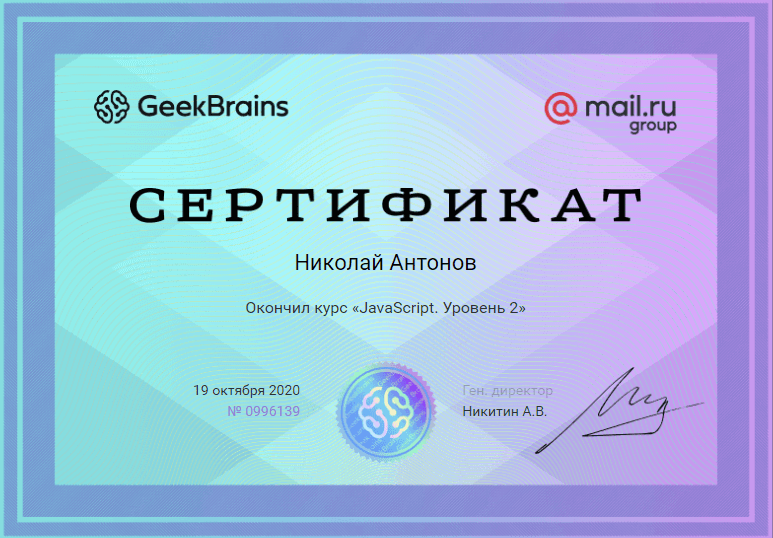 GeekBrains
@mail.ru
group
СЕРТИФИКАТ
Николай Антонов
Окончил курс «JavaScript. Уровень 2»
19 октября 2020
№ 0996139
Ген. директор
Никитин А.В.